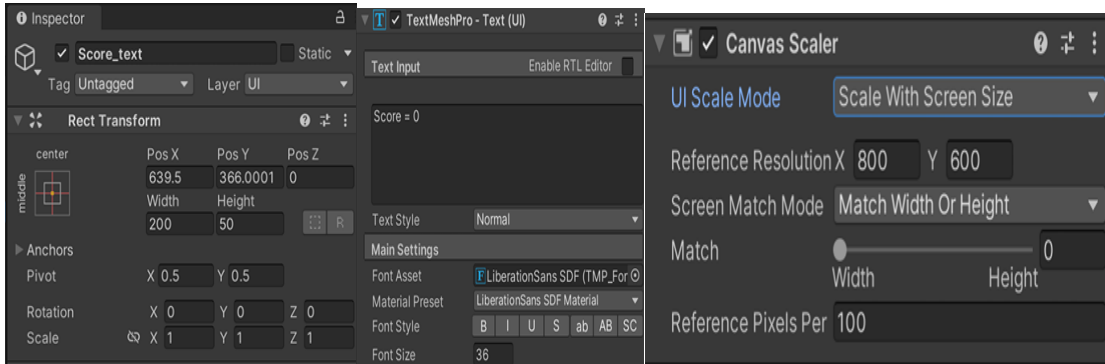 Inspector
Score_text Static
Tag Untagged Layer UI
Rect Transform
center Pos X Pos Y Pos Z
middle 639.5 366.0001 0
Width Height
200 50 R
Anchors
Pivot X 0.5 Y 0.5
Rotation X 0 Y 0 Z 0
Scale X 1 Y 1 Z 1
TextMeshPro - Text (UI)
Text Input Enable RTL Editor
Score = 0
Text Style Normal
Main Settings
Font Asset F LiberationSans SDF (TMP_For
Material Preset LiberationSans SDF Material
Font Style B I U S ab AB SC
Font Size 36
Canvas Scaler
UI Scale Mode Scale With Screen Size
Reference Resolution X 800 Y 600
Screen Match Mode Match Width Or Height
Match 0
Width Height
Reference Pixels Per 100